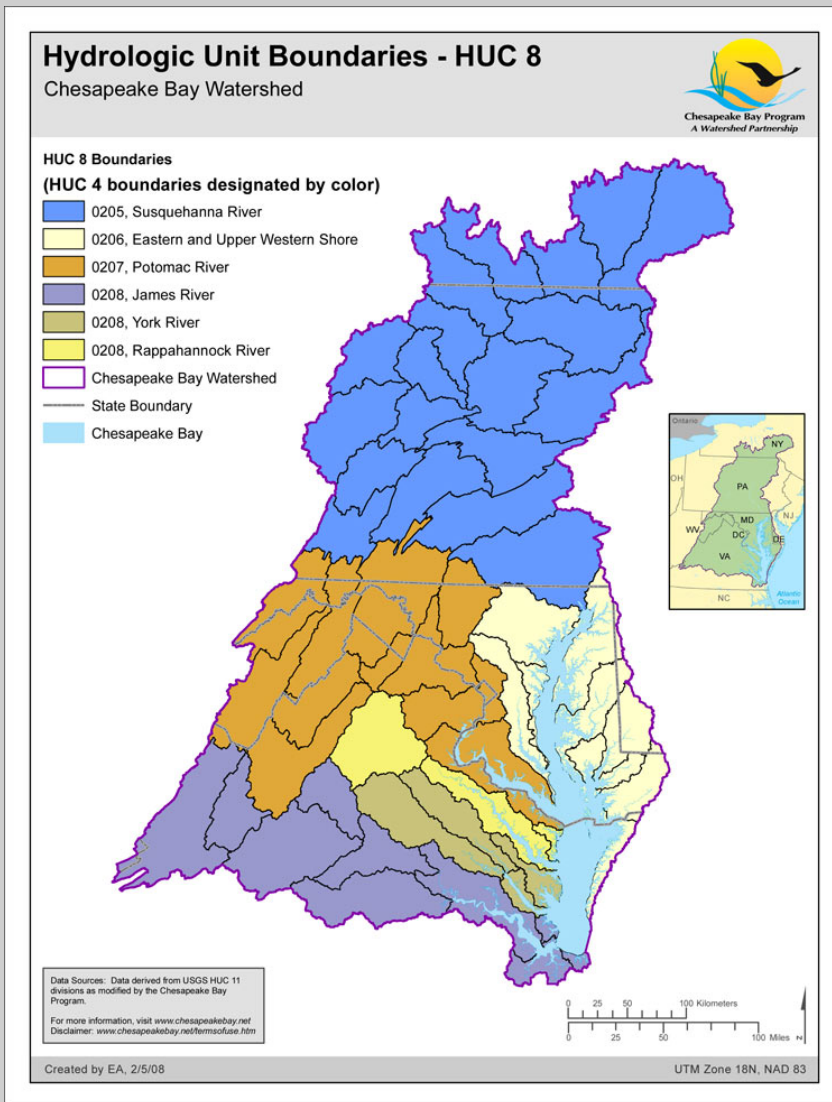 Hydrologic Unit Boundaries - HUC 8
Chesapeake Bay Watershed
Chesapeake Bay Program
A Watershed Partnership
HUC 8 Boundaries
(HUC 4 boundaries designated by color)
0205, Susquehanna River
0206, Eastern and Upper Western Shore
0207, Potomac River
0208, James River
0208, York River
0208, Rappahannock River
Chesapeake Bay Watershed
State Boundary
Chesapeake Bay
Ontario
NY
OH
PA
NJ
MD
WV
DC
DE
VA
NC
Atlantic
Ocean
Data Sources: Data derived from USGS HUC 11
divisions as modified by the Chesapeake Bay
Program.
For more information, visit www.chesapeakebay.net
Disclaimer: www.chesapeakebay.net/termsofuse.htm
0 25 50 100 Kilometers
0 25 50 100 Miles
N
Created by EA, 2/5/08
UTM Zone 18N, NAD 83